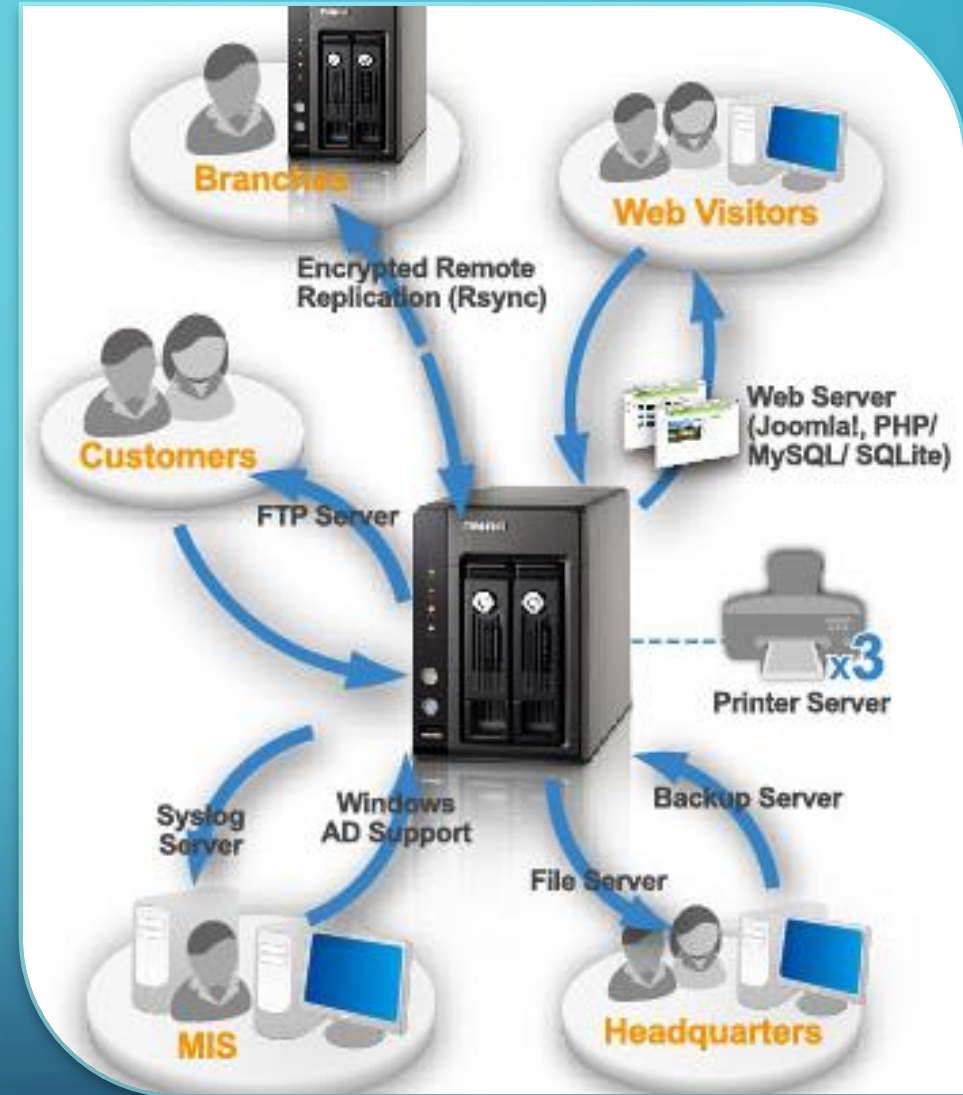 Branches
Web Visitors
Encrypted Remote
Replication (Rsync)
Web Server
(Joomla!, PHP/
MySQL/ SQLite)
Customers
FTP Server
x3
Printer Server
Syslog
Server
Windows
AD Support
Backup Server
File Server
MIS
Headquarters